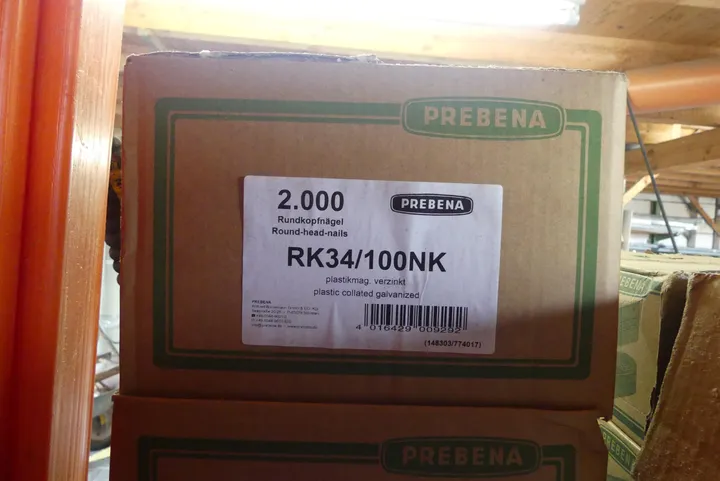 PREBENA
2.000
PREBENA
Rundkopfnägel
Round-head-nails
RK34/100NK
plastikmag. verzinkt
plastic collated galvanized
PREBENA
4 016429 009292
(148303/774017)
PREBENA